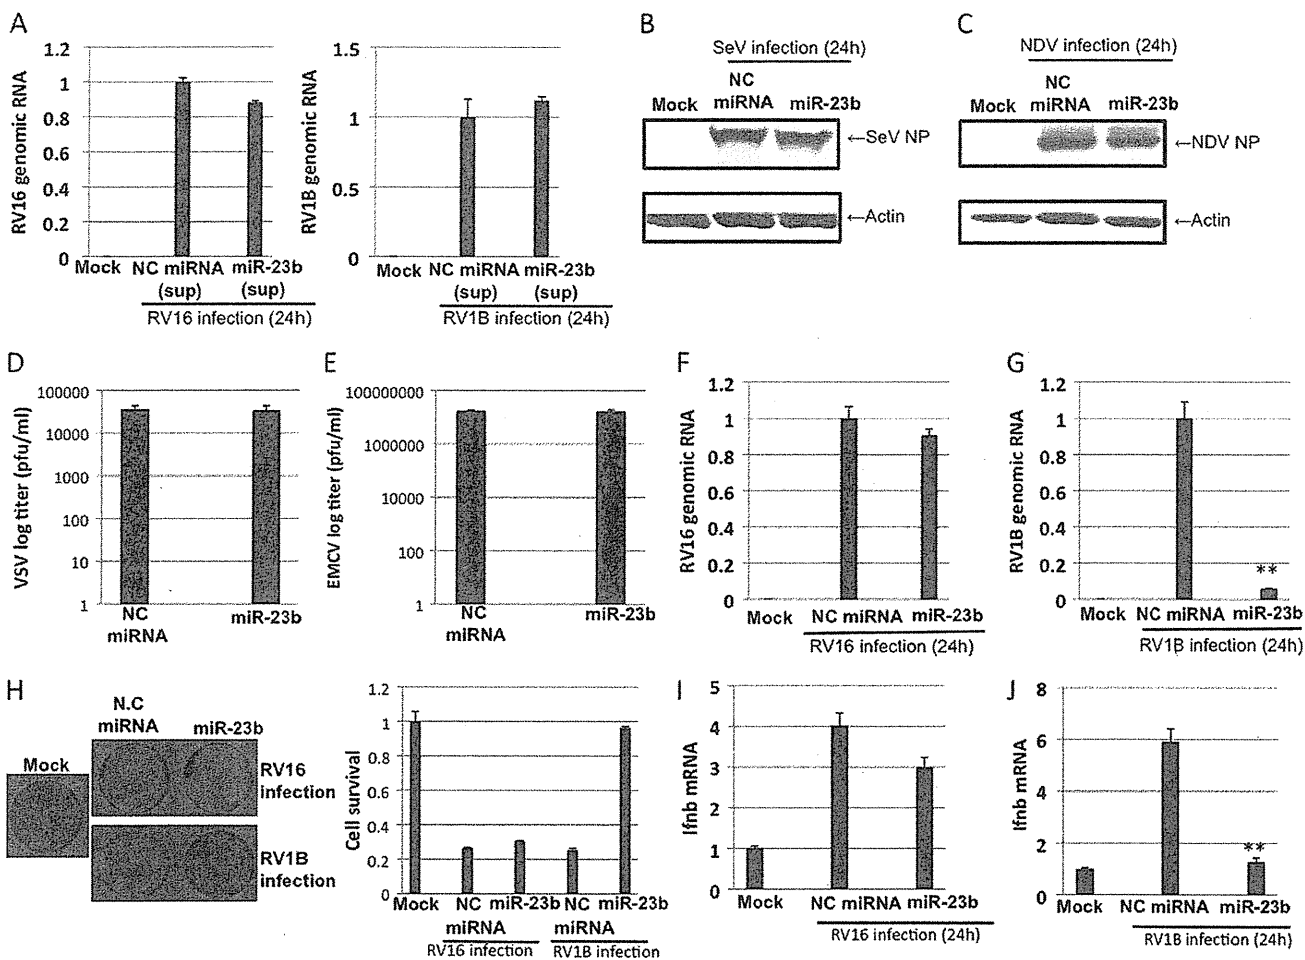 A
RV16 genomic RNA
1.2
1
0.8
0.6
0.4
0.2
0
Mock NC miRNA miR-23b
(sup) (sup)
RV16 infection (24h)
RV1B genomic RNA
1.5
1
0.5
0
Mock NC miRNA miR-23b
(sup) (sup)
RV1B infection (24h)
B
SeV infection (24h)
NC
Mock miRNA miR-23b
←SeV NP
←Actin
C
NDV infection (24h)
NC
Mock miRNA miR-23b
←NDV NP
←Actin
D
VSV log titer (pfu/ml)
100000
10000
1000
100
10
1
NC miR-23b
miRNA
E
EMCV log titer (pfu/ml)
100000000
1000000
10000
100
1
NC miR-23b
miRNA
F
RV16 genomic RNA
1.2
1
0.8
0.6
0.4
0.2
0
Mock NC miRNA miR-23b
RV16 infection (24h)
G
RV1B genomic RNA
1.2
1
0.8
0.6
0.4
0.2
0
**
Mock NC miRNA miR-23b
RV1B infection (24h)
H
N.C
miRNA miR-23b
Mock
RV16
infection
RV1B
infection
Cell survival
1.2
1
0.8
0.6
0.4
0.2
0
Mock NC miR-23b NC miR-23b
miRNA miRNA
RV16 infection RV1B infection
I
Ifnb mRNA
5
4
3
2
1
0
Mock NC miRNA miR-23b
RV16 infection (24h)
J
Ifnb mRNA
8
6
4
2
0
**
Mock NC miRNA miR-23b
RV1B infection (24h)